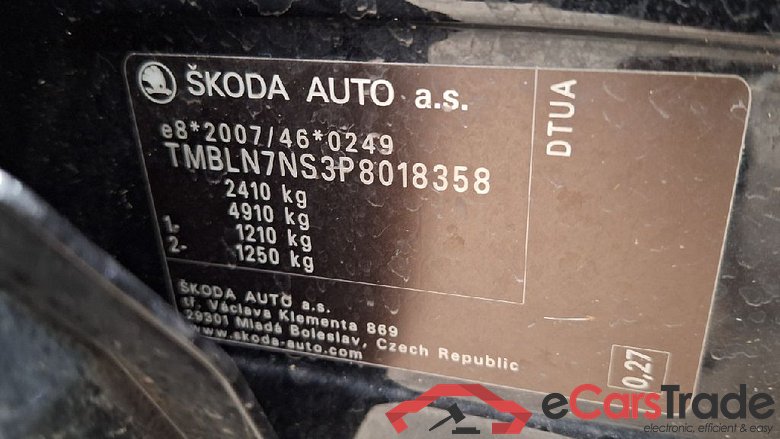 ŠKODA AUTO a.s.
e8*2007/46*0249
TMBLN7NS3P8018358
2410 kg
4910 kg
1- 1210 kg
2- 1250 kg
DTUA
ŠKODA AUTO a.s.
tř. Václava Klementa 869
29301 Mladá Boleslav, Czech Republic
www.skoda-auto.com
0,27
eCarsTrade
electronic, efficient & easy